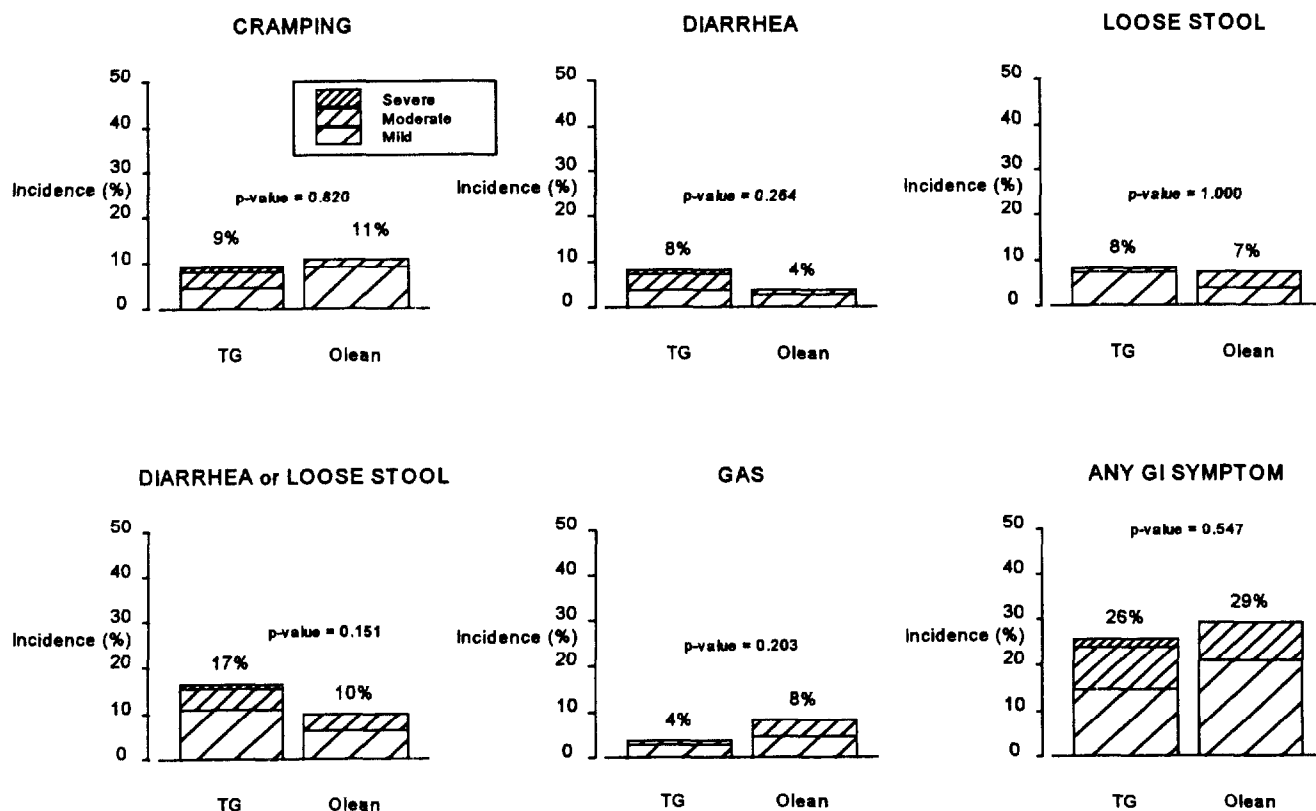 CRAMPING
50
40
30
Incidence (%)
20
10
0
Severe
Moderate
Mild
p-value = 0.820
9%
11%
TG
Olean
DIARRHEA
50
40
30
Incidence (%)
20
10
0
p-value = 0.264
8%
4%
TG
Olean
LOOSE STOOL
50
40
30
Incidence (%)
20
10
0
p-value = 1.000
8%
7%
TG
Olean
DIARRHEA or LOOSE STOOL
50
40
30
Incidence (%)
20
10
0
p-value = 0.151
17%
10%
TG
Olean
GAS
50
40
30
Incidence (%)
20
10
0
p-value = 0.203
4%
8%
TG
Olean
ANY GI SYMPTOM
50
40
30
Incidence (%)
20
10
0
p-value = 0.547
26%
29%
TG
Olean